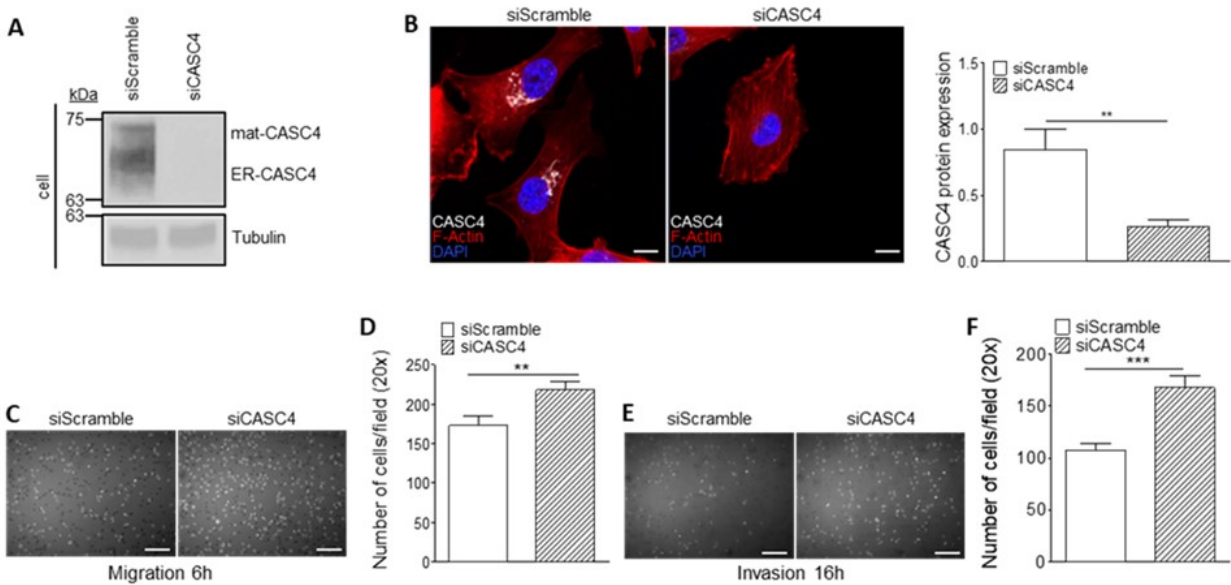 A
siScramble
siCASC4
kDa
75
mat-CASC4
ER-CASC4
63
63
Tubulin
cell
B
siScramble
siCASC4
CASC4
F-Actin
DAPI
CASC4
F-Actin
DAPI
siScramble
siCASC4
CASC4 protein expression
1.5
1.0
0.5
0.0
**
C
siScramble
siCASC4
Migration 6h
D
siScramble
siCASC4
Number of cells/field (20x)
250
200
150
100
50
0
**
E
siScramble
siCASC4
Invasion 16h
F
siScramble
siCASC4
Number of cells/field (20x)
200
150
100
50
0
***